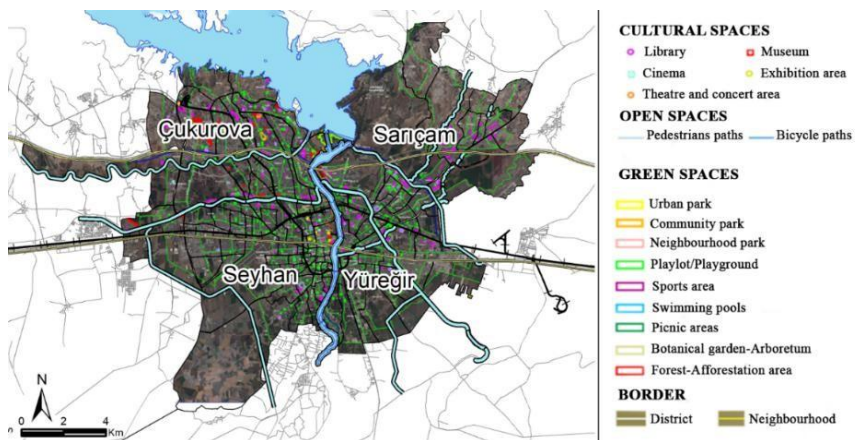 Çukurova
Sarıçam
Seyhan
Yüreğir
N
0 2 4
Km
CULTURAL SPACES
Library Museum
Cinema Exhibition area
Theatre and concert area
OPEN SPACES
Pedestrians paths Bicycle paths
GREEN SPACES
Urban park
Community park
Neighbourhood park
Playlot/Playground
Sports area
Swimming pools
Picnic areas
Botanical garden-Arboretum
Forest-Afforestation area
BORDER
District Neighbourhood